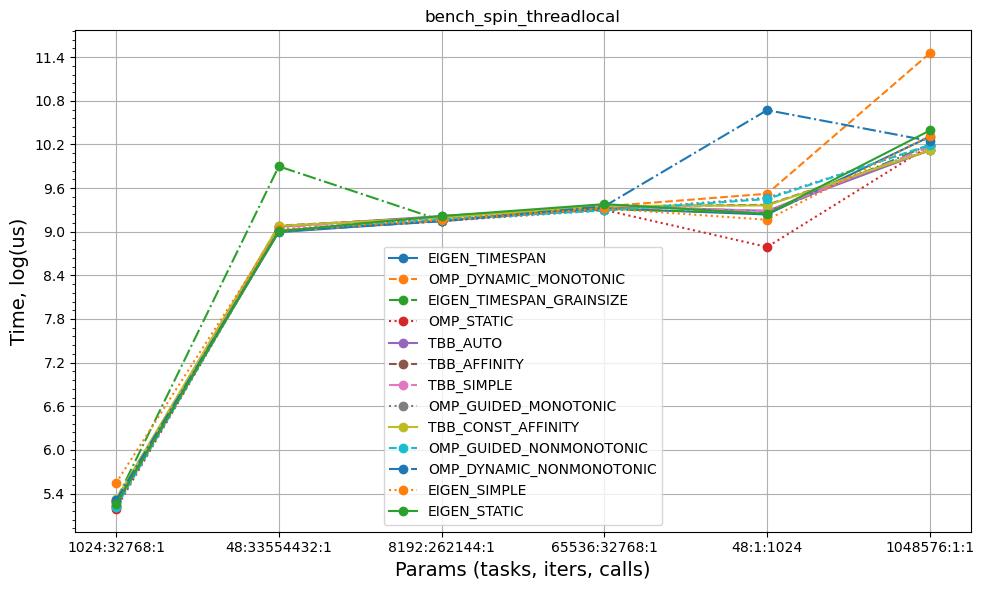 bench_spin_threadlocal
Time, log(us)
11.4
10.8
10.2
9.6
9.0
8.4
7.8
7.2
6.6
6.0
5.4
EIGEN_TIMESPAN
OMP_DYNAMIC_MONOTONIC
EIGEN_TIMESPAN_GRAINSIZE
OMP_STATIC
TBB_AUTO
TBB_AFFINITY
TBB_SIMPLE
OMP_GUIDED_MONOTONIC
TBB_CONST_AFFINITY
OMP_GUIDED_NONMONOTONIC
OMP_DYNAMIC_NONMONOTONIC
EIGEN_SIMPLE
EIGEN_STATIC
1024:32768:1 48:33554432:1 8192:262144:1 65536:32768:1 48:1:1024 1048576:1:1
Params (tasks, iters, calls)